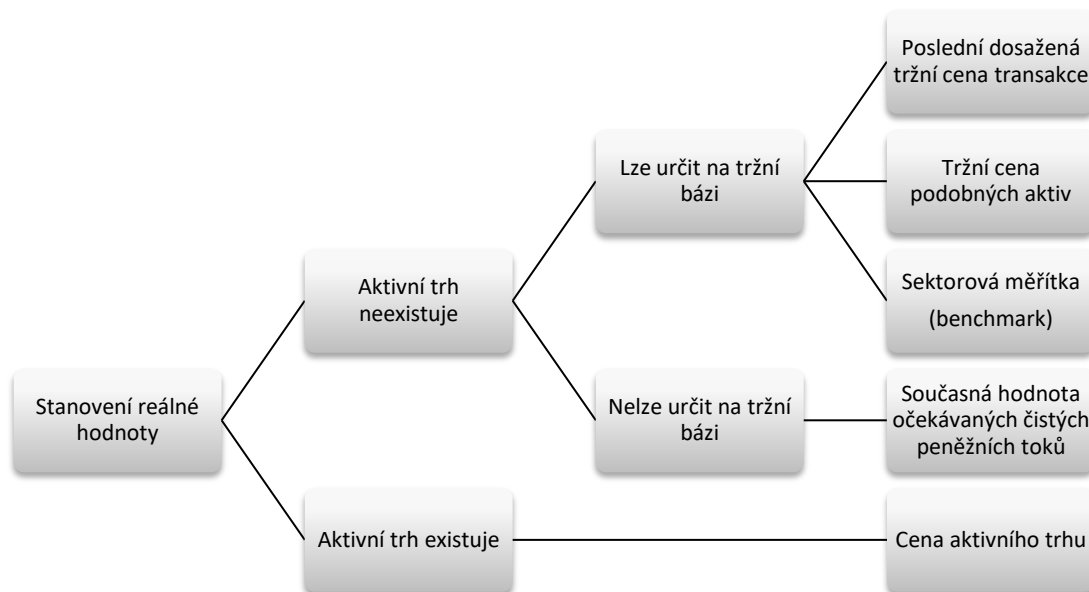 Poslední dosažená
tržní cena transakce
Lze určit na tržní
bázi
Tržní cena
podobných aktiv
Aktivní trh
neexistuje
Sektorová měřítka
(benchmark)
Stanovení reálné
hodnoty
Nelze určit na tržní
bázi
Současná hodnota
očekávaných čistých
peněžních toků
Aktivní trh existuje
Cena aktivního trhu